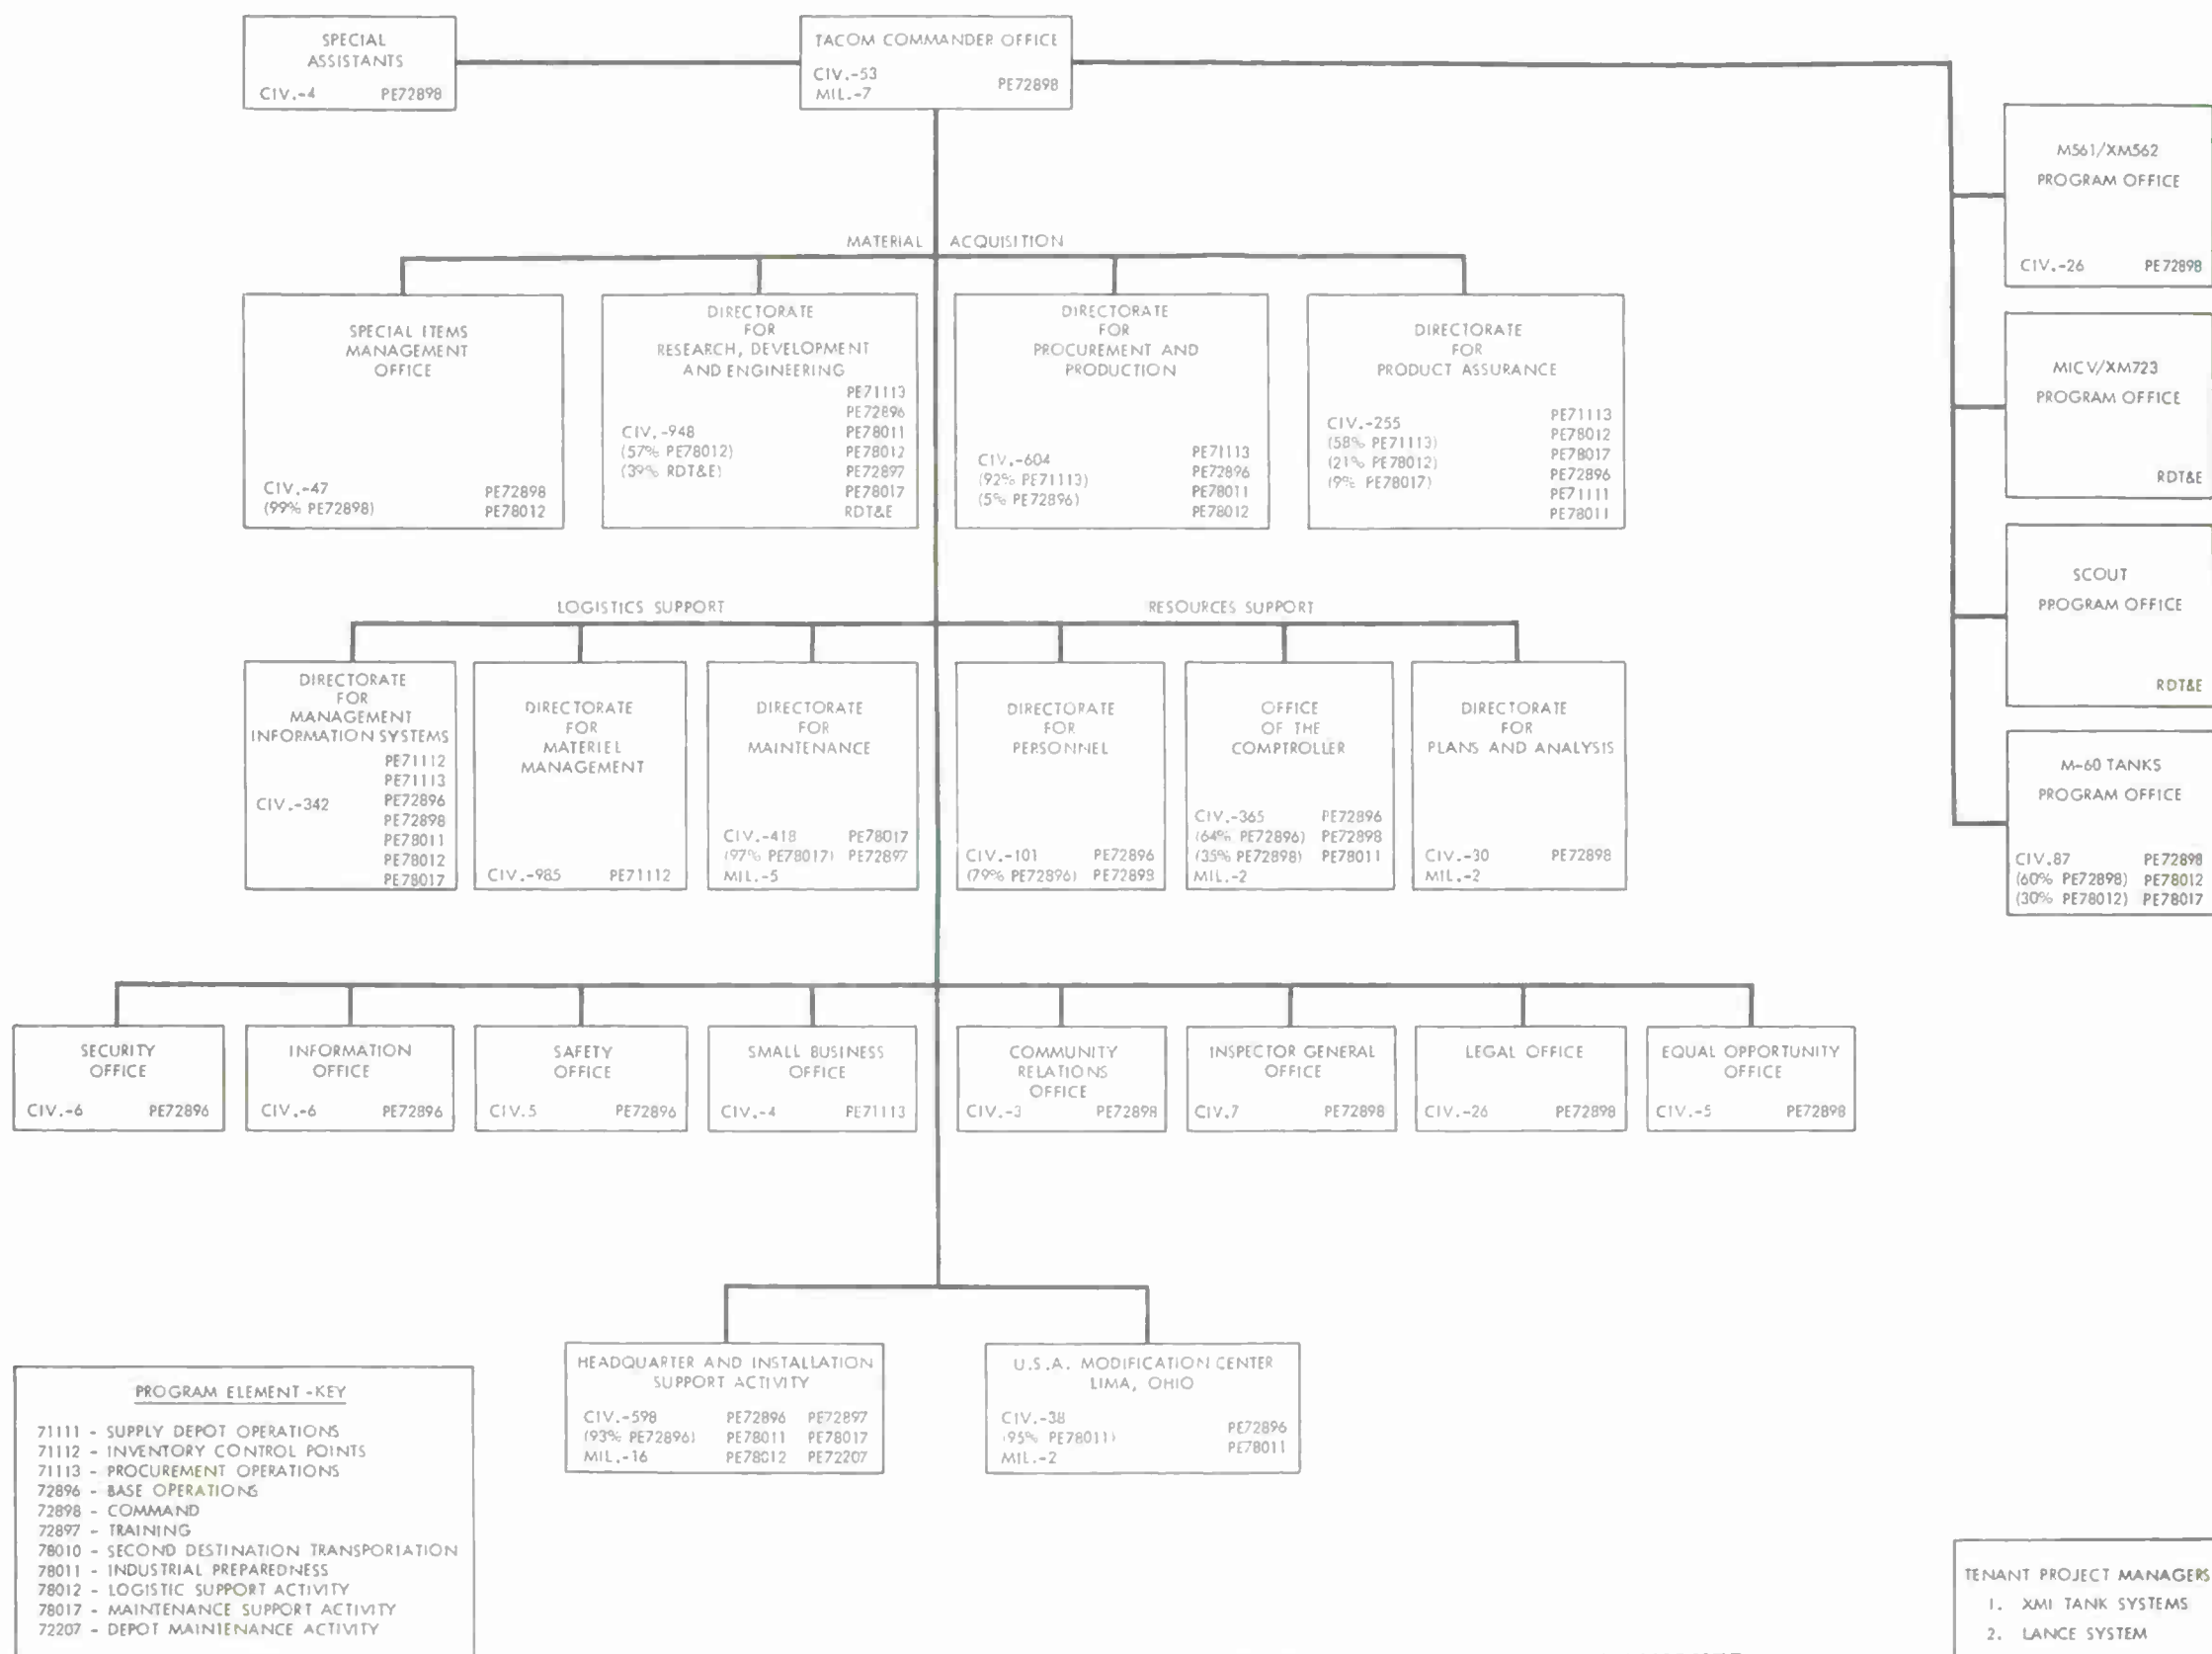 SPECIAL
ASSISTANTS
CIV.-4 PE72898
TACOM COMMANDER OFFICE
CIV.-53
MIL.-7
PE72898
M561/XM562
PROGRAM OFFICE
CIV.-26 PE72898
MICV/XM723
PROGRAM OFFICE
RDT&E
SCOUT
PROGRAM OFFICE
RDT&E
M-60 TANKS
PROGRAM OFFICE
CIV.87 PE72898
(60% PE72898) PE78012
(30% PE78012) PE78017
MATERIAL ACQUISITION
SPECIAL ITEMS
MANAGEMENT
OFFICE
CIV.-47 PE72898
(99% PE72898) PE78012
DIRECTORATE
FOR
RESEARCH, DEVELOPMENT
AND ENGINEERING
PE71113
PE72896
CIV.-948 PE78011
(57% PE78012) PE78012
(39% RDT&E) PE72897
PE78017
RDT&E
DIRECTORATE
FOR
PROCUREMENT AND
PRODUCTION
CIV.-604 PE71113
(92% PE71113) PE72896
(5% PE72896) PE78011
PE78012
DIRECTORATE
FOR
PRODUCT ASSURANCE
CIV.-255 PE71113
(58% PE71113) PE78012
(21% PE78012) PE78017
(9% PE78017) PE72896
PE71111
PE78011
LOGISTICS SUPPORT
RESOURCES SUPPORT
DIRECTORATE
FOR
MANAGEMENT
INFORMATION SYSTEMS
PE71112
PE71113
CIV.-342 PE72896
PE72898
PE78011
PE78012
PE78017
DIRECTORATE
FOR
MATERIEL
MANAGEMENT
CIV.-985 PE71112
DIRECTORATE
FOR
MAINTENANCE
CIV.-418 PE78017
(97% PE78017) PE72897
MIL.-5
DIRECTORATE
FOR
PERSONNEL
CIV.-101 PE72896
(79% PE72896) PE72898
OFFICE
OF THE
COMPTROLLER
CIV.-365 PE72896
(64% PE72896) PE72898
(35% PE72898) PE78011
MIL.-2
DIRECTORATE
FOR
PLANS AND ANALYSIS
CIV.-30 PE72898
MIL.-2
SECURITY
OFFICE
CIV.-6 PE72896
INFORMATION
OFFICE
CIV.-6 PE72896
SAFETY
OFFICE
CIV.5 PE72896
SMALL BUSINESS
OFFICE
CIV.-4 PE71113
COMMUNITY
RELATIONS
OFFICE
CIV.-3 PE72898
INSPECTOR GENERAL
OFFICE
CIV.7 PE72898
LEGAL OFFICE
CIV.-26 PE72898
EQUAL OPPORTUNITY
OFFICE
CIV.-5 PE72898
HEADQUARTER AND INSTALLATION
SUPPORT ACTIVITY
CIV.-598 PE72896 PE72897
(93% PE72896) PE78011 PE78017
MIL.-16 PE78012 PE72207
U.S.A. MODIFICATION CENTER
LIMA, OHIO
CIV.-38 PE72896
(95% PE78011) PE78011
MIL.-2
PROGRAM ELEMENT -KEY
71111 - SUPPLY DEPOT OPERATIONS
71112 - INVENTORY CONTROL POINTS
71113 - PROCUREMENT OPERATIONS
72896 - BASE OPERATIONS
72898 - COMMAND
72897 - TRAINING
78010 - SECOND DESTINATION TRANSPORTATION
78011 - INDUSTRIAL PREPAREDNESS
78012 - LOGISTIC SUPPORT ACTIVITY
78017 - MAINTENANCE SUPPORT ACTIVITY
72207 - DEPOT MAINTENANCE ACTIVITY
TENANT PROJECT MANAGERS
1. XMI TANK SYSTEMS
2. LANCE SYSTEM